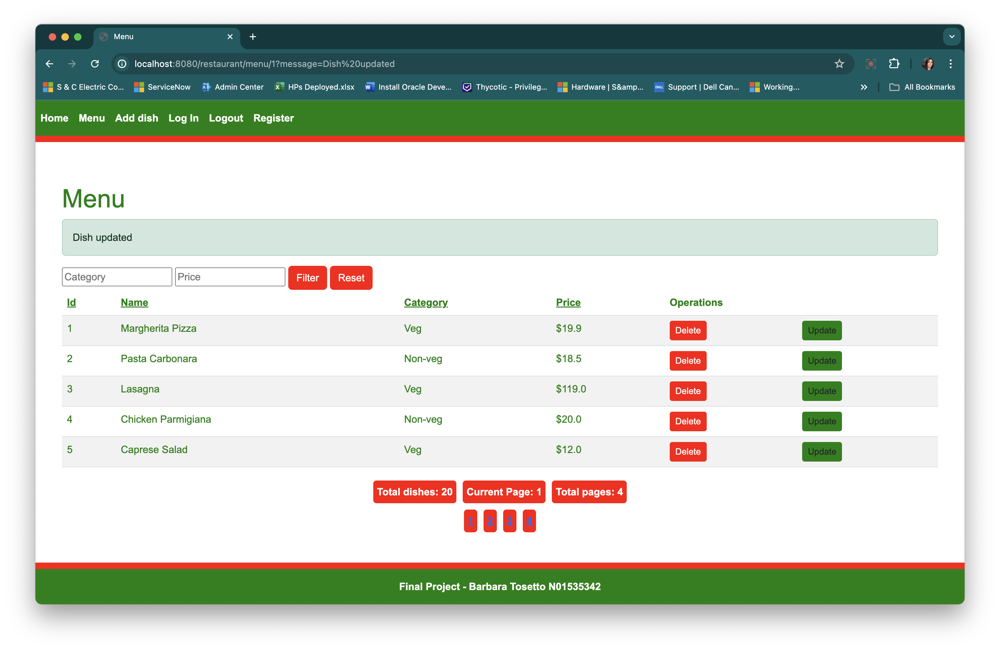 Menu
localhost:8080/restaurant/menu/1?message=Dish%20updated
S & C Electric Co... ServiceNow Admin Center HPs Deployed.xlsx Install Oracle Deve... Thycotic - Privileg... Hardware | S&amp... Support | Dell Can... Working... All Bookmarks
Home Menu Add dish Log In Logout Register
Menu
Dish updated
Category Price Filter Reset
Id Name Category Price Operations
1 Margherita Pizza Veg $19.9 Delete Update
2 Pasta Carbonara Non-veg $18.5 Delete Update
3 Lasagna Veg $119.0 Delete Update
4 Chicken Parmigiana Non-veg $20.0 Delete Update
5 Caprese Salad Veg $12.0 Delete Update
Total dishes: 20 Current Page: 1 Total pages: 4
1 2 3 4
Final Project - Barbara Tosetto N01535342